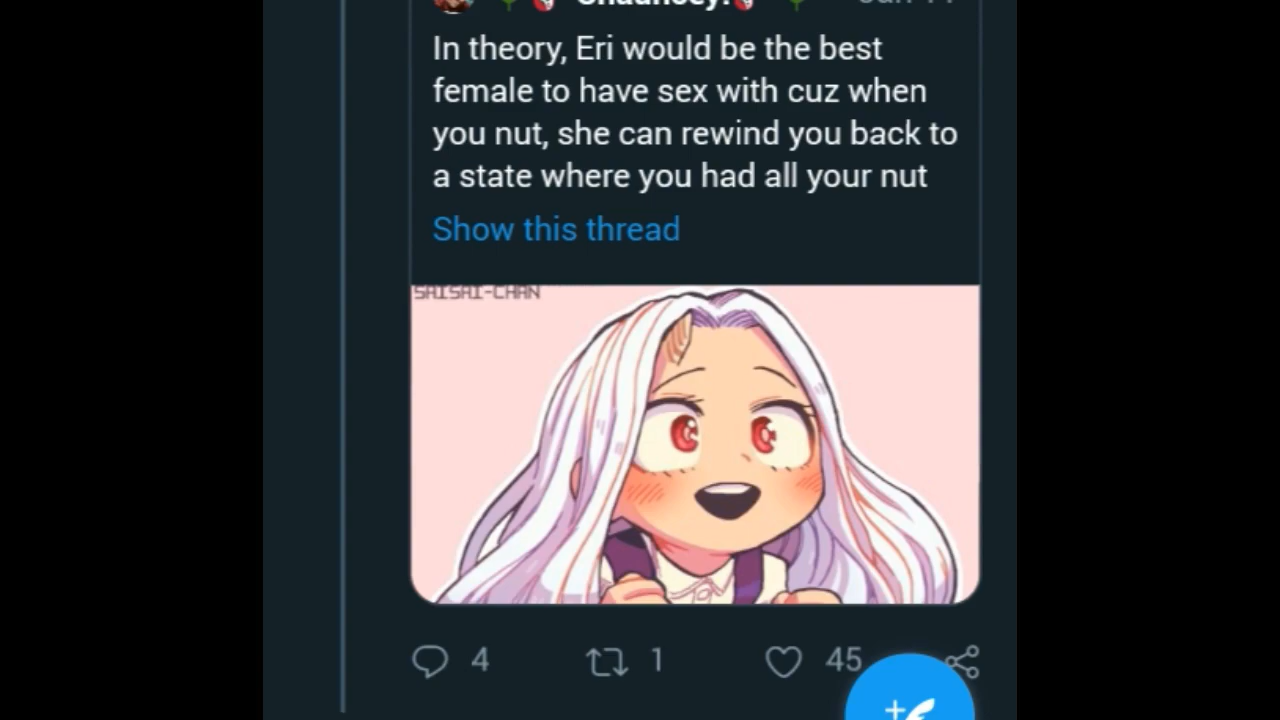 In theory, Eri would be the best
female to have sex with cuz when
you nut, she can rewind you back to
a state where you had all your nut
Show this thread
SAISAI-CHAN
4 1 45